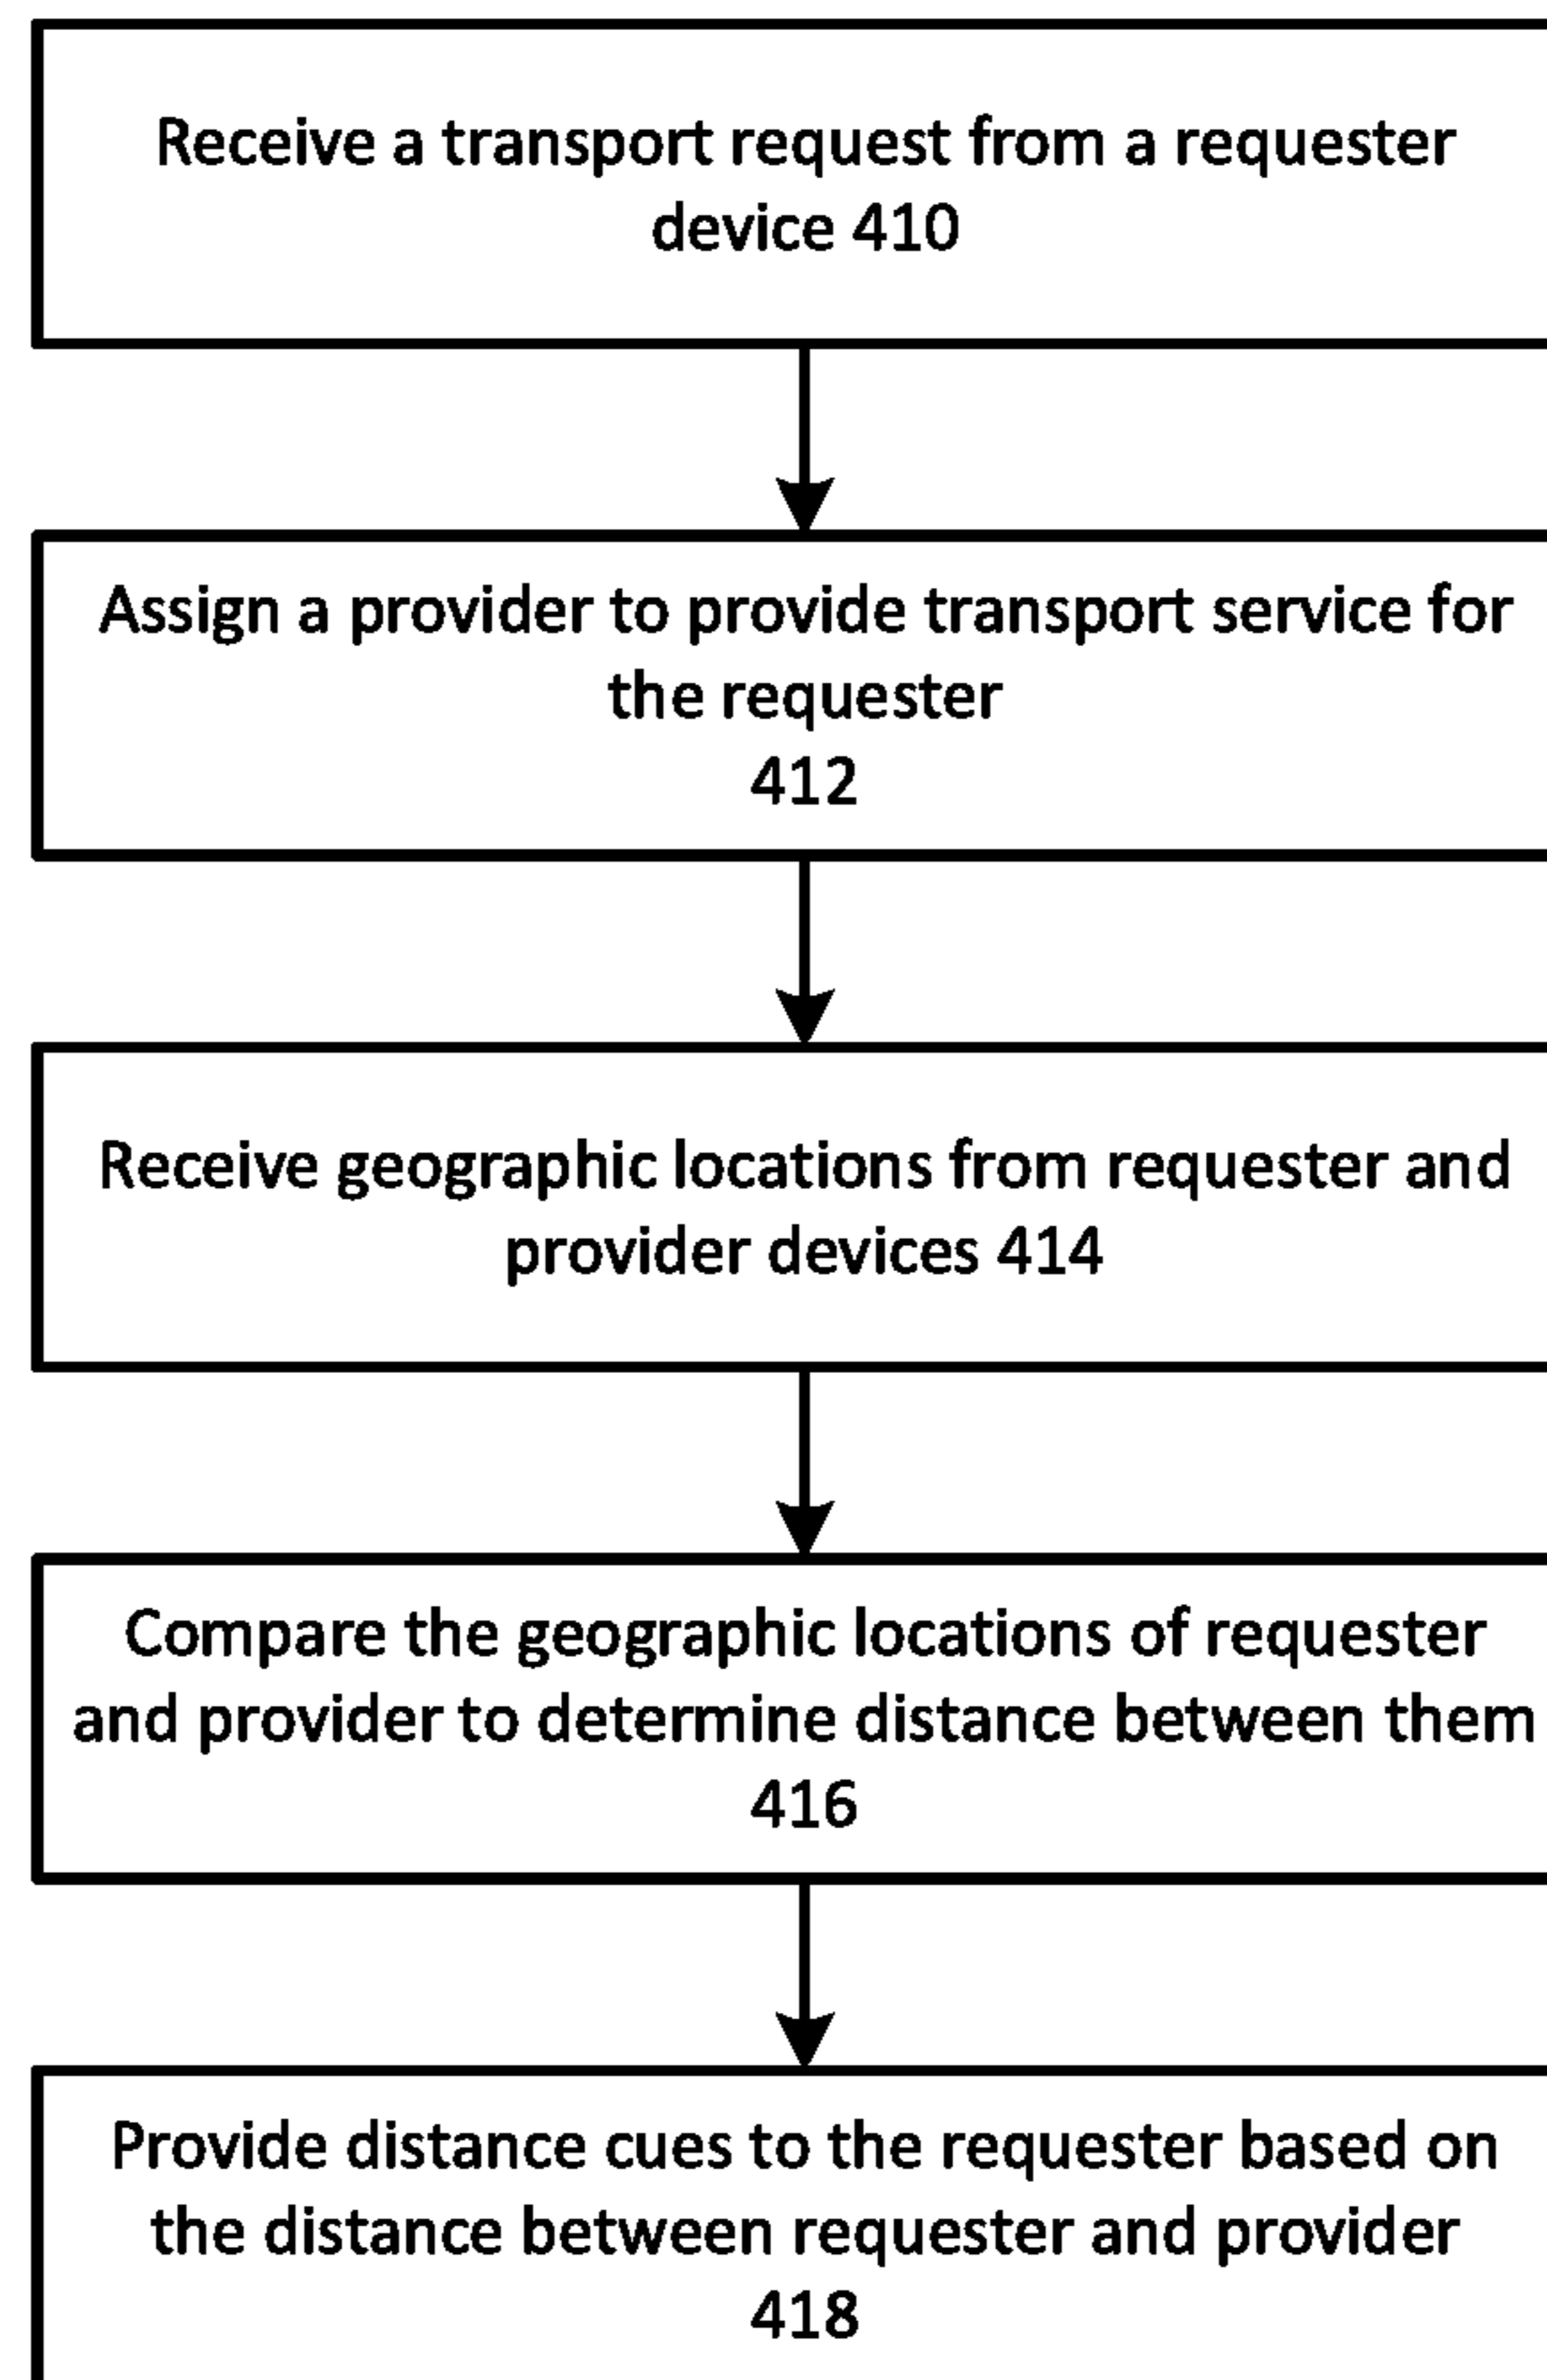 Receive a transport request from a requester
device 410
Assign a provider to provide transport service for
the requester
412
Receive geographic locations from requester and
provider devices 414
Compare the geographic locations of requester
and provider to determine distance between them
416
Provide distance cues to the requester based on
the distance between requester and provider
418